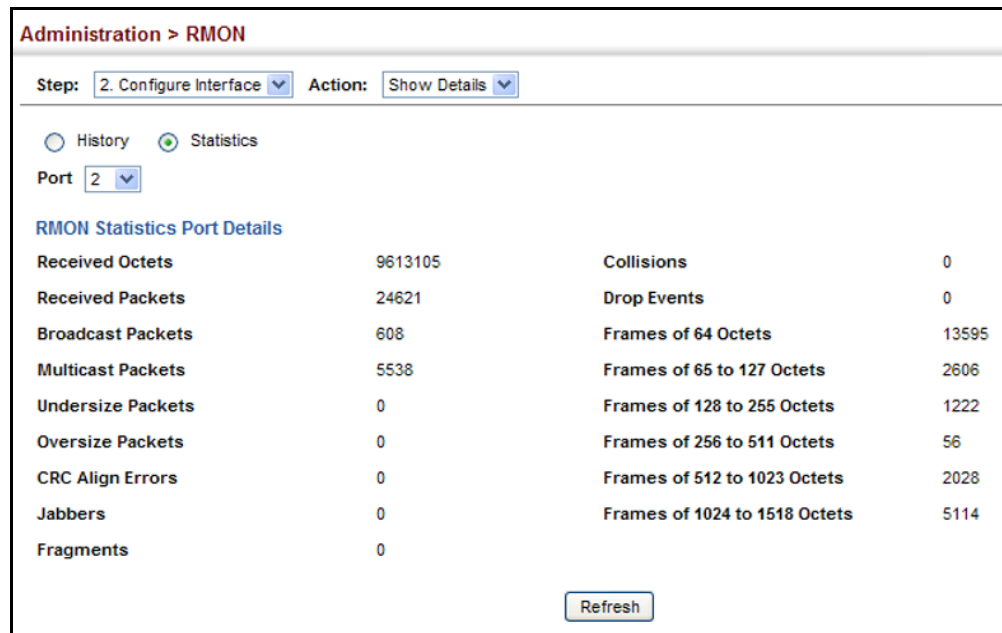 Administration > RMON
Step: 2. Configure Interface Action: Show Details
History Statistics
Port 2
RMON Statistics Port Details
Received Octets 9613105 Collisions 0
Received Packets 24621 Drop Events 0
Broadcast Packets 608 Frames of 64 Octets 13595
Multicast Packets 5538 Frames of 65 to 127 Octets 2606
Undersize Packets 0 Frames of 128 to 255 Octets 1222
Oversize Packets 0 Frames of 256 to 511 Octets 56
CRC Align Errors 0 Frames of 512 to 1023 Octets 2028
Jabbers 0 Frames of 1024 to 1518 Octets 5114
Fragments 0
Refresh